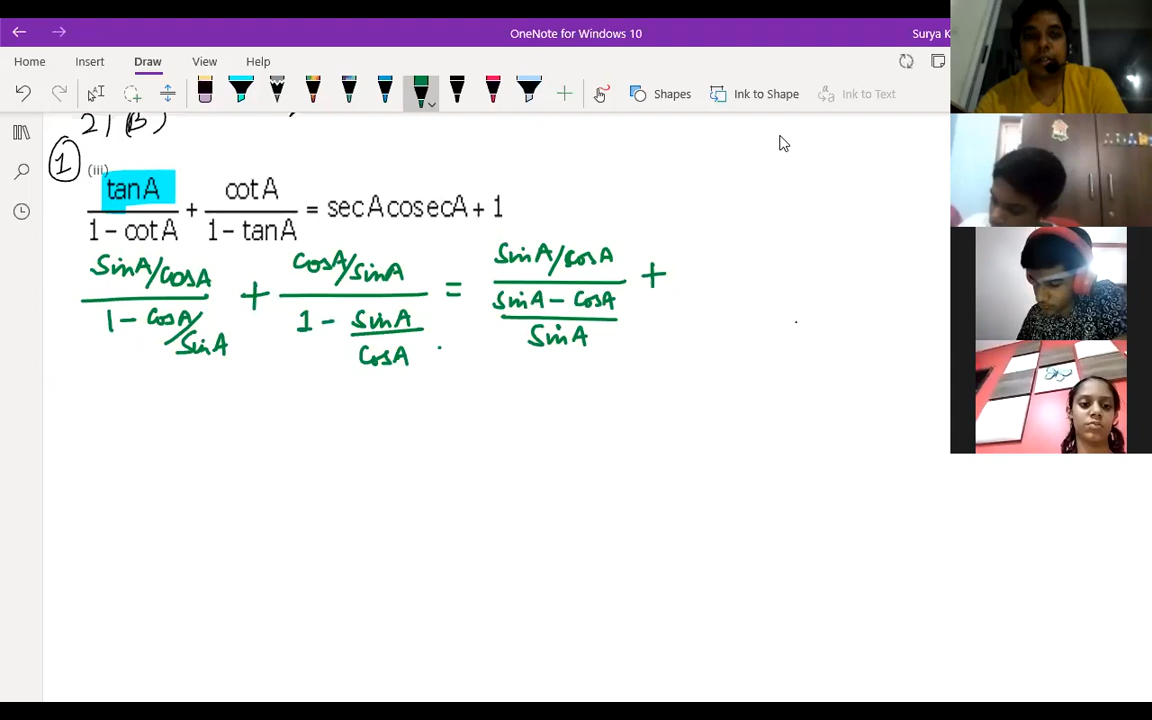 OneNote for Windows 10
Surya K
Home Insert Draw View Help
Shapes Ink to Shape Ink to Text
21 (B)
1
(iii)
tanA/(1 - cotA) + cotA/(1 - tanA) = secAcosecA + 1
(SinA/cosA)/(1 - cosA/sinA) + (cosA/sinA)/(1 - sinA/cosA) = (sinA/cosA)/((sinA - cosA)/sinA) +